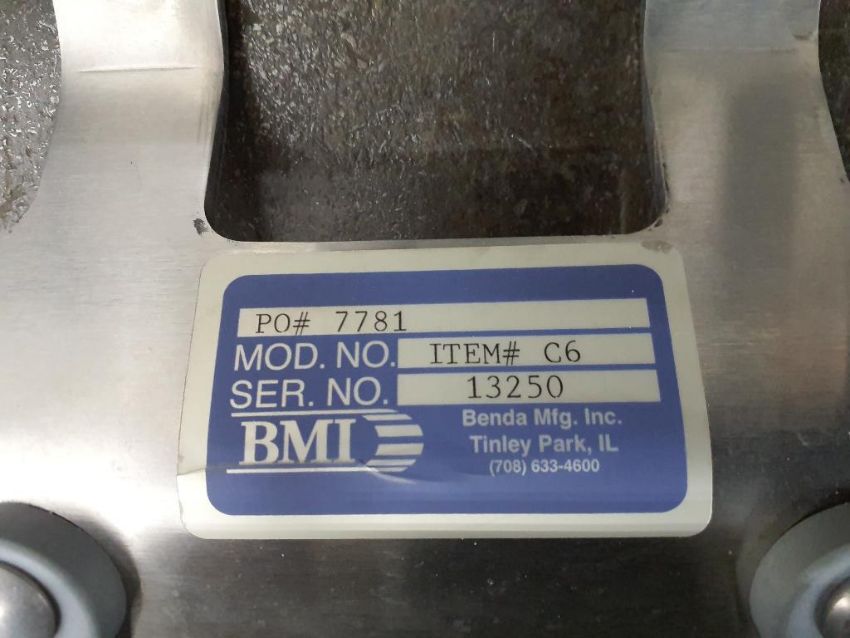 PO# 7781
MOD. NO. ITEM# C6
SER. NO. 13250
BMI
Benda Mfg. Inc.
Tinley Park, IL
(708) 633-4600